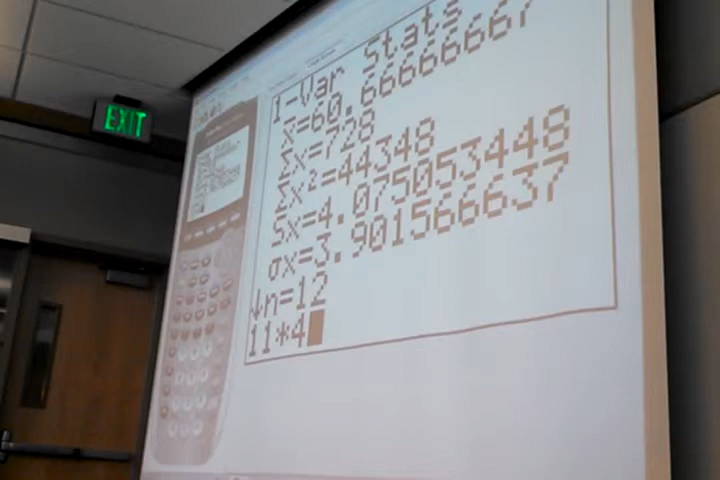 1-Var Stats
x̄=60.66666667
Σx=728
Σx²=44348
Sx=4.075053448
σx=3.901566637
↓n=12
11*4
EXIT